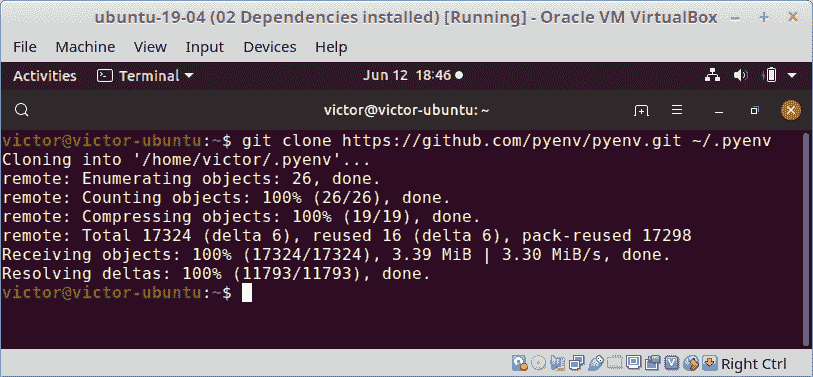 ubuntu-19-04 (02 Dependencies installed) [Running] - Oracle VM VirtualBox
File Machine View Input Devices Help
Activities Terminal Jun 12 18:46
victor@victor-ubuntu: ~
victor@victor-ubuntu:~$ git clone https://github.com/pyenv/pyenv.git ~/.pyenv
Cloning into '/home/victor/.pyenv'...
remote: Enumerating objects: 26, done.
remote: Counting objects: 100% (26/26), done.
remote: Compressing objects: 100% (19/19), done.
remote: Total 17324 (delta 6), reused 16 (delta 6), pack-reused 17298
Receiving objects: 100% (17324/17324), 3.39 MiB | 3.30 MiB/s, done.
Resolving deltas: 100% (11793/11793), done.
victor@victor-ubuntu:~$
Right Ctrl